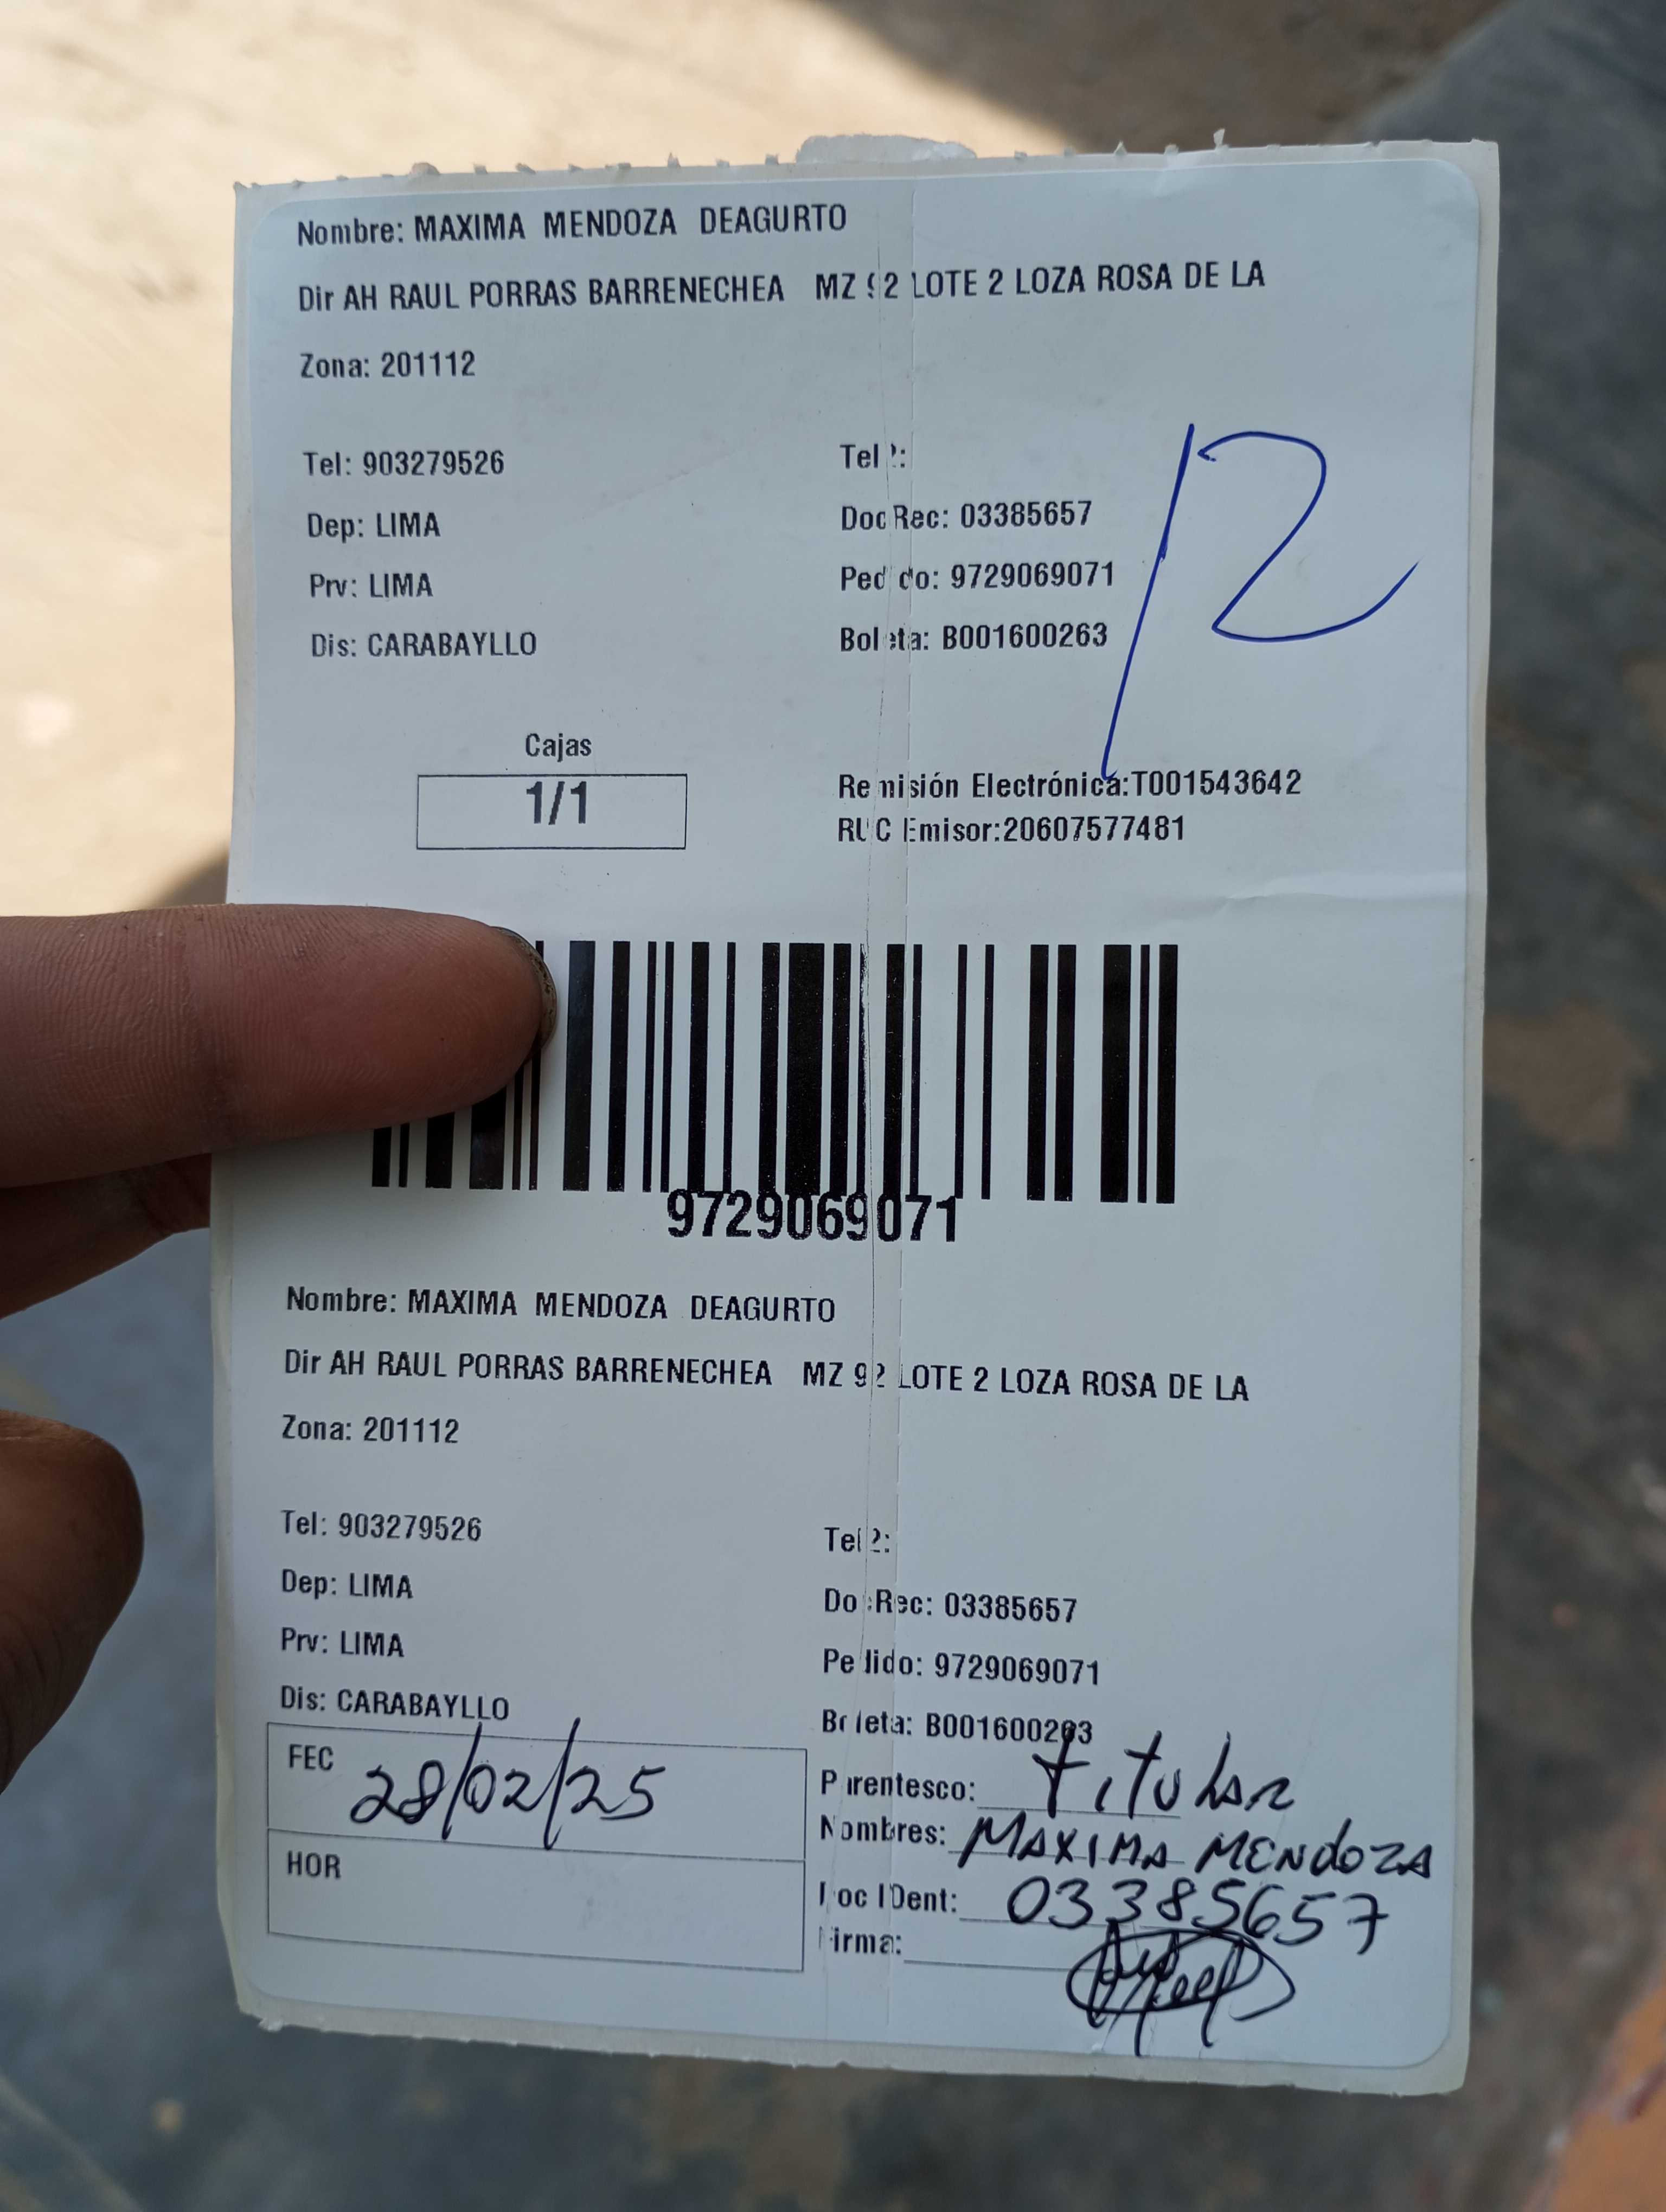 Nombre: MAXIMA MENDOZA DEAGURTO
Dir AH RAUL PORRAS BARRENECHEA MZ 92 LOTE 2 LOZA ROSA DE LA
Zona: 201112
Tel: 903279526 Tel 2:
Dep: LIMA Doc Rec: 03385657
Prv: LIMA Pedido: 9729069071
Dis: CARABAYLLO Boleta: B001600263
Cajas
1/1
Remisión Electrónica:T001543642
RUC Emisor:20607577481
9729069071
Nombre: MAXIMA MENDOZA DEAGURTO
Dir AH RAUL PORRAS BARRENECHEA MZ 92 LOTE 2 LOZA ROSA DE LA
Zona: 201112
Tel: 903279526 Tel 2:
Dep: LIMA Doc Rec: 03385657
Prv: LIMA Pedido: 9729069071
Dis: CARABAYLLO Boleta: B001600263
FEC 28/02/25
Parentesco: titular
Nombres: MAXIMA MENDOZA
HOR
Doc IDent: 03385657
Firma: